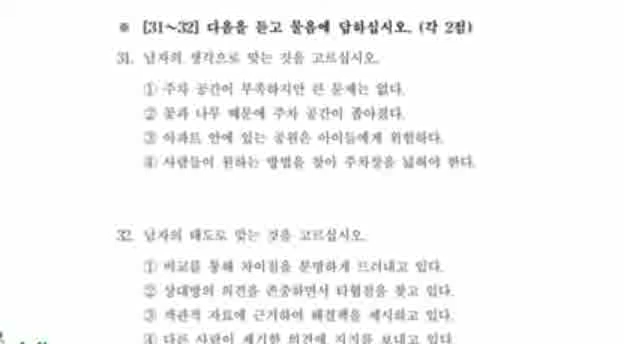 ※ [31~32] 다음을 듣고 물음에 답하십시오. (각 2점)
31. 남자의 생각으로 맞는 것을 고르십시오.
① 주차 공간이 부족하지만 큰 문제는 없다.
② 꽃과 나무 때문에 주차 공간이 좁아졌다.
③ 아파트 안에 있는 공원은 아이들에게 위험하다.
④ 사람들이 원하는 방법을 찾아 주차장을 넓혀야 한다.
32. 남자의 태도로 맞는 것을 고르십시오.
① 비교를 통해 차이점을 분명하게 드러내고 있다.
② 상대방의 의견을 존중하면서 타협점을 찾고 있다.
③ 객관적 자료에 근거하여 해결책을 제시하고 있다.
④ 다른 사람이 제기한 의견에 지지를 보내고 있다.